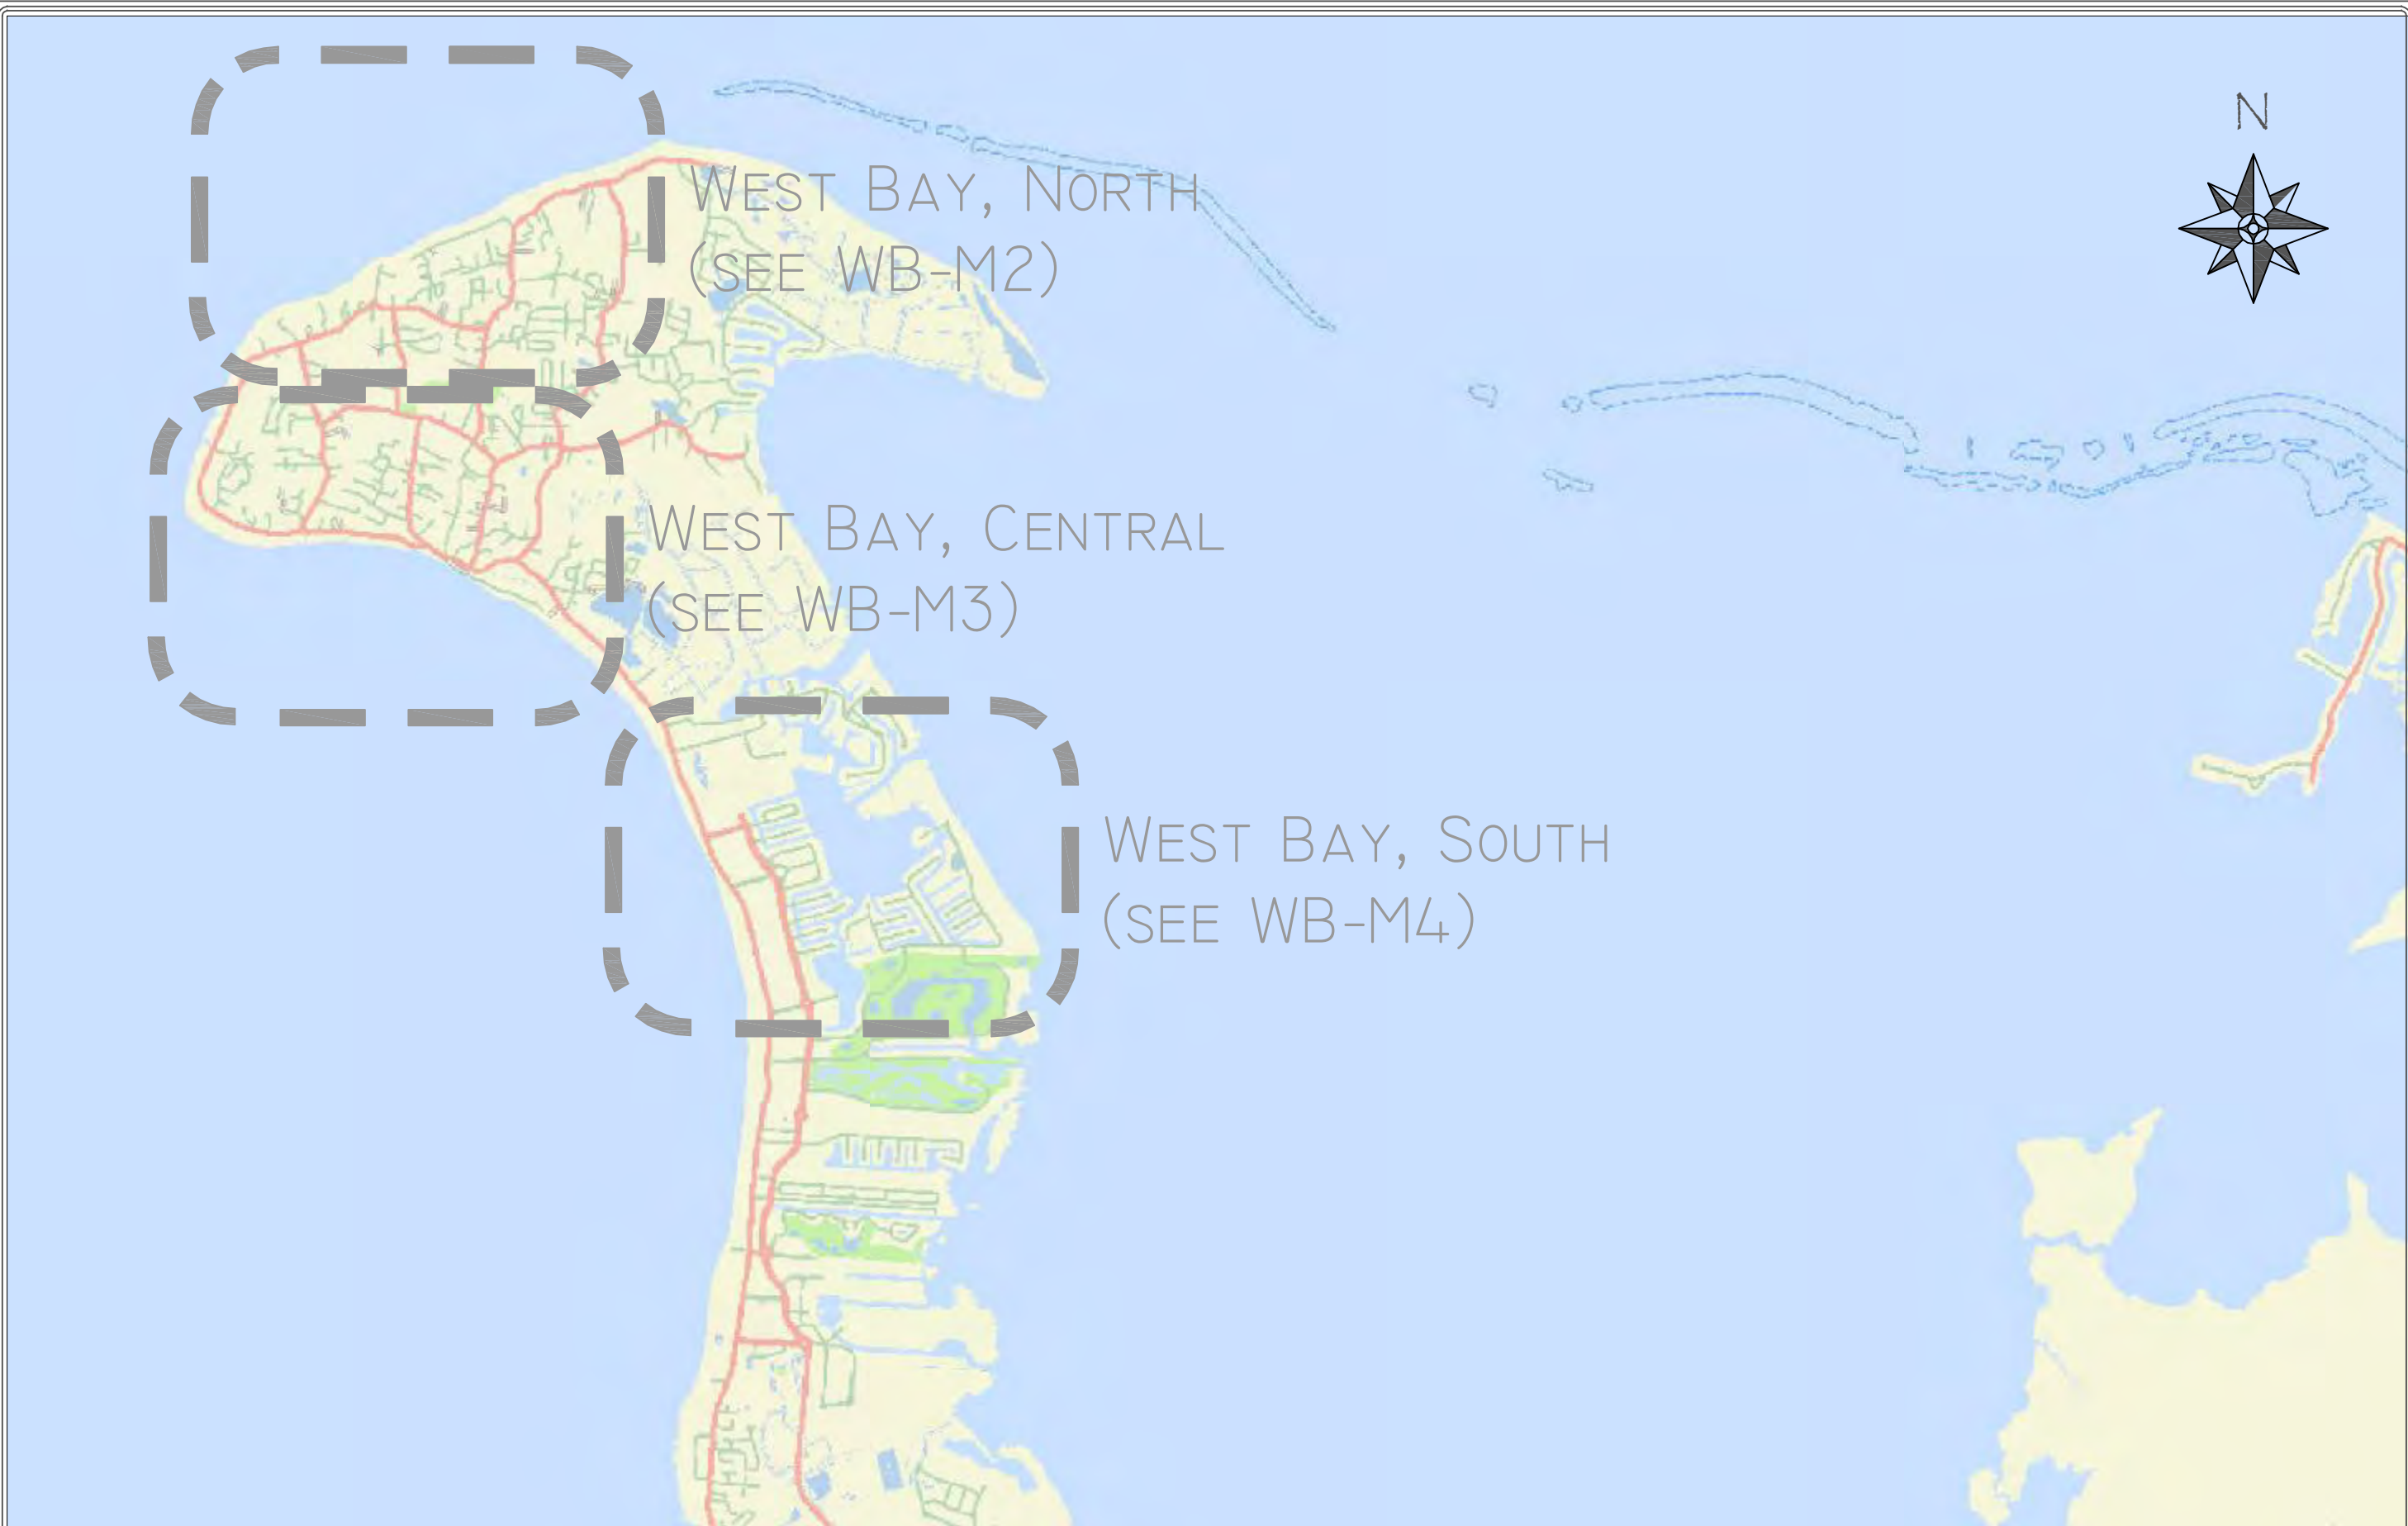 N
WEST BAY, NORTH
(SEE WB-M2)
WEST BAY, CENTRAL
(SEE WB-M3)
WEST BAY, SOUTH
(SEE WB-M4)